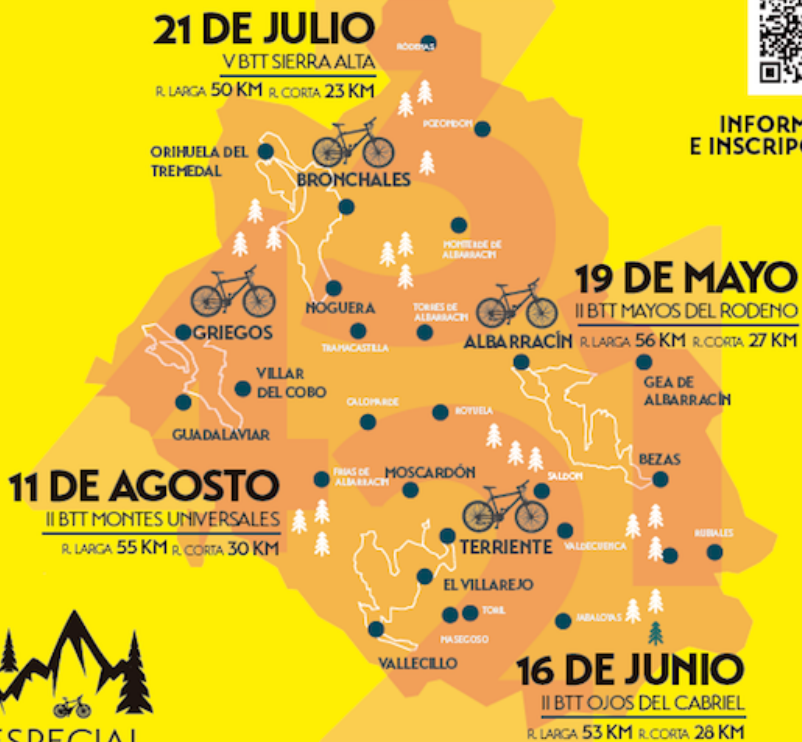 21 DE JULIO
V BTT SIERRA ALTA
R. LARGA 50 KM R. CORTA 23 KM
RÓDENAS
POZONDON
INFORM
E INSCRIP
ORIHUELA DEL
TREMEDAL
BRONCHALES
MONTERDE DE
ALBARRACÍN
19 DE MAYO
II BTT MAYOS DEL RODENO
R. LARGA 56 KM R. CORTA 27 KM
NOGUERA
TORRES DE
ALBARRACÍN
GRIEGOS
TRAMACASTILLA
ALBARRACÍN
VILLAR
DEL COBO
GEA DE
ALBARRACÍN
CALOMARDE
ROYUELA
GUADALAVIAR
BEZAS
11 DE AGOSTO
II BTT MONTES UNIVERSALES
R. LARGA 55 KM R. CORTA 30 KM
FRIAS DE
ALBARRACÍN
MOSCARDÓN
SALDON
TERRIENTE
VALDECUENCA
RUBIALES
EL VILLAREJO
TORIL
MASEGOSO
JABALOYAS
VALLECILLO
16 DE JUNIO
II BTT OJOS DEL CABRIEL
R. LARGA 53 KM R. CORTA 28 KM
ESPECIAL